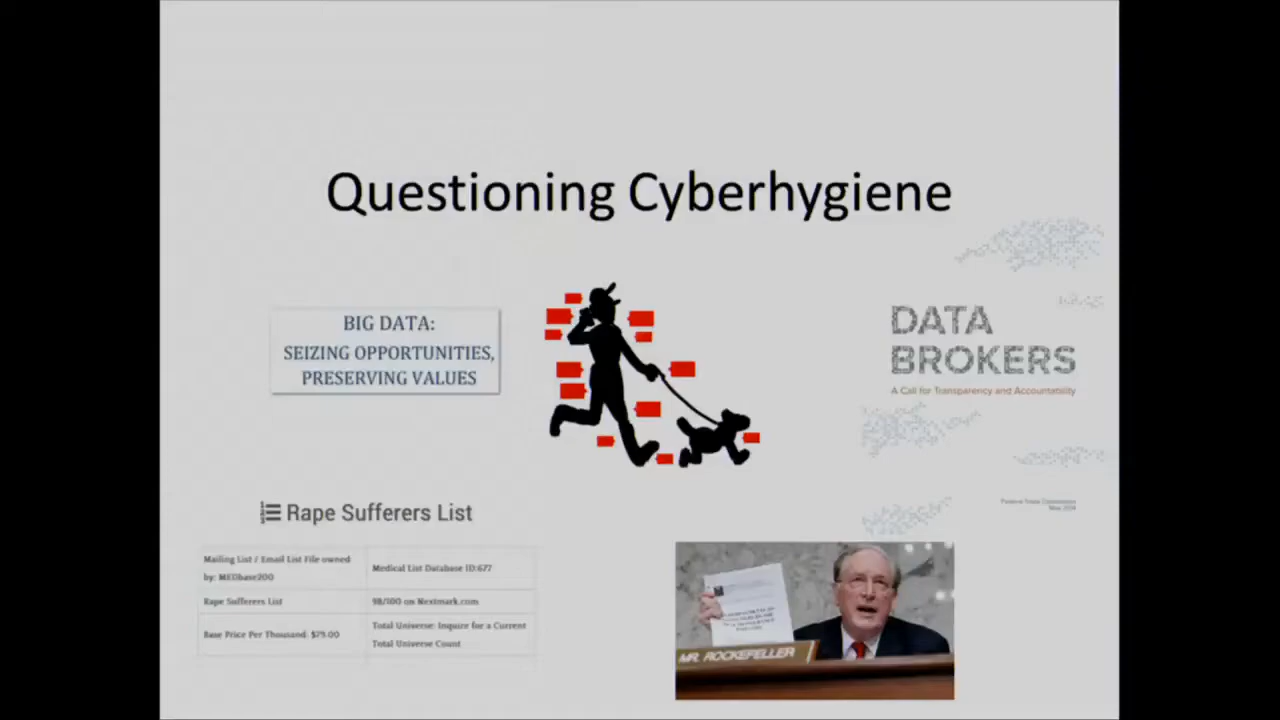 Questioning Cyberhygiene
BIG DATA:
SEIZING OPPORTUNITIES,
PRESERVING VALUES
DATA
BROKERS
A Call for Transparency and Accountability
Rape Sufferers List
Mailing List / Email List File owned
by: MEDbase200
Medical List Database ID:677
Rape Sufferers List
98/100 on Nextmark.com
Base Price Per Thousand: $79.00
Total Universe: Inquire for a Current
Total Universe Count
MR. ROCKEFELLER